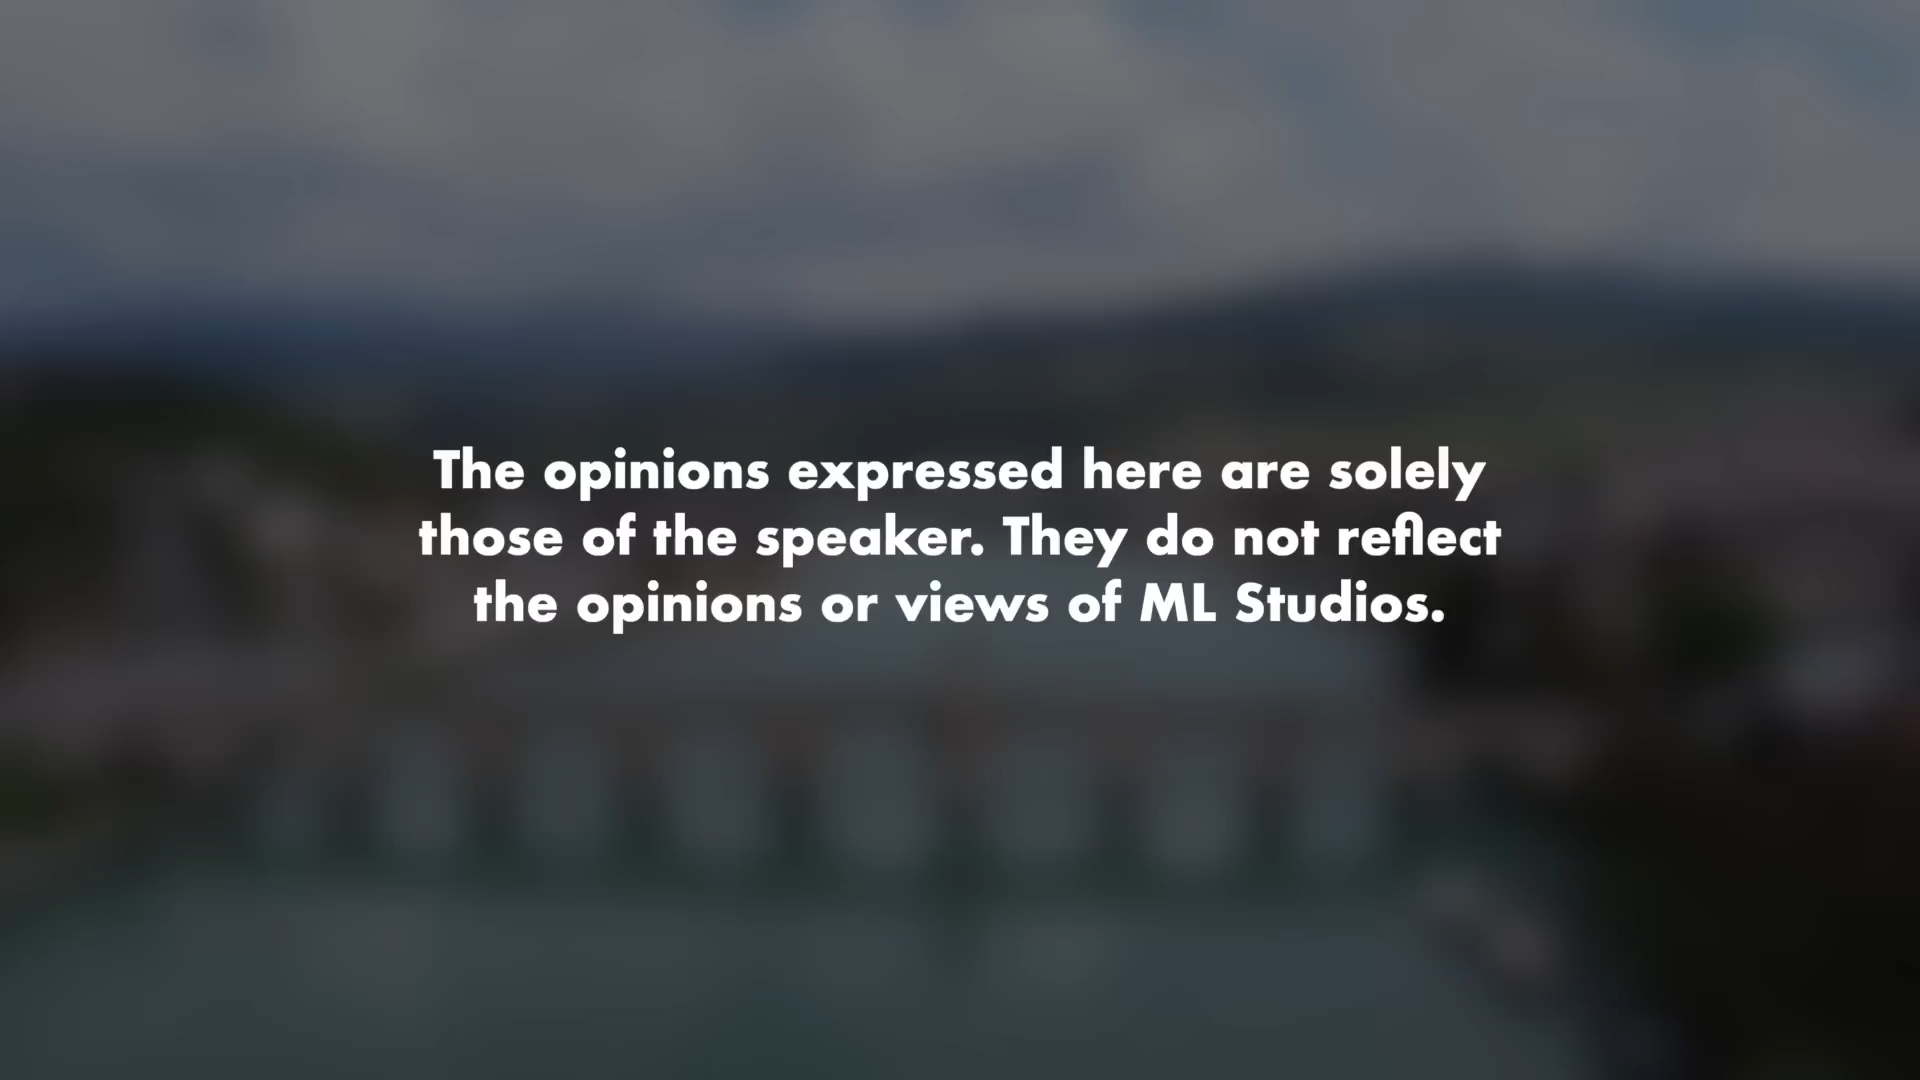 The opinions expressed here are solely
those of the speaker. They do not reflect
the opinions or views of ML Studios.